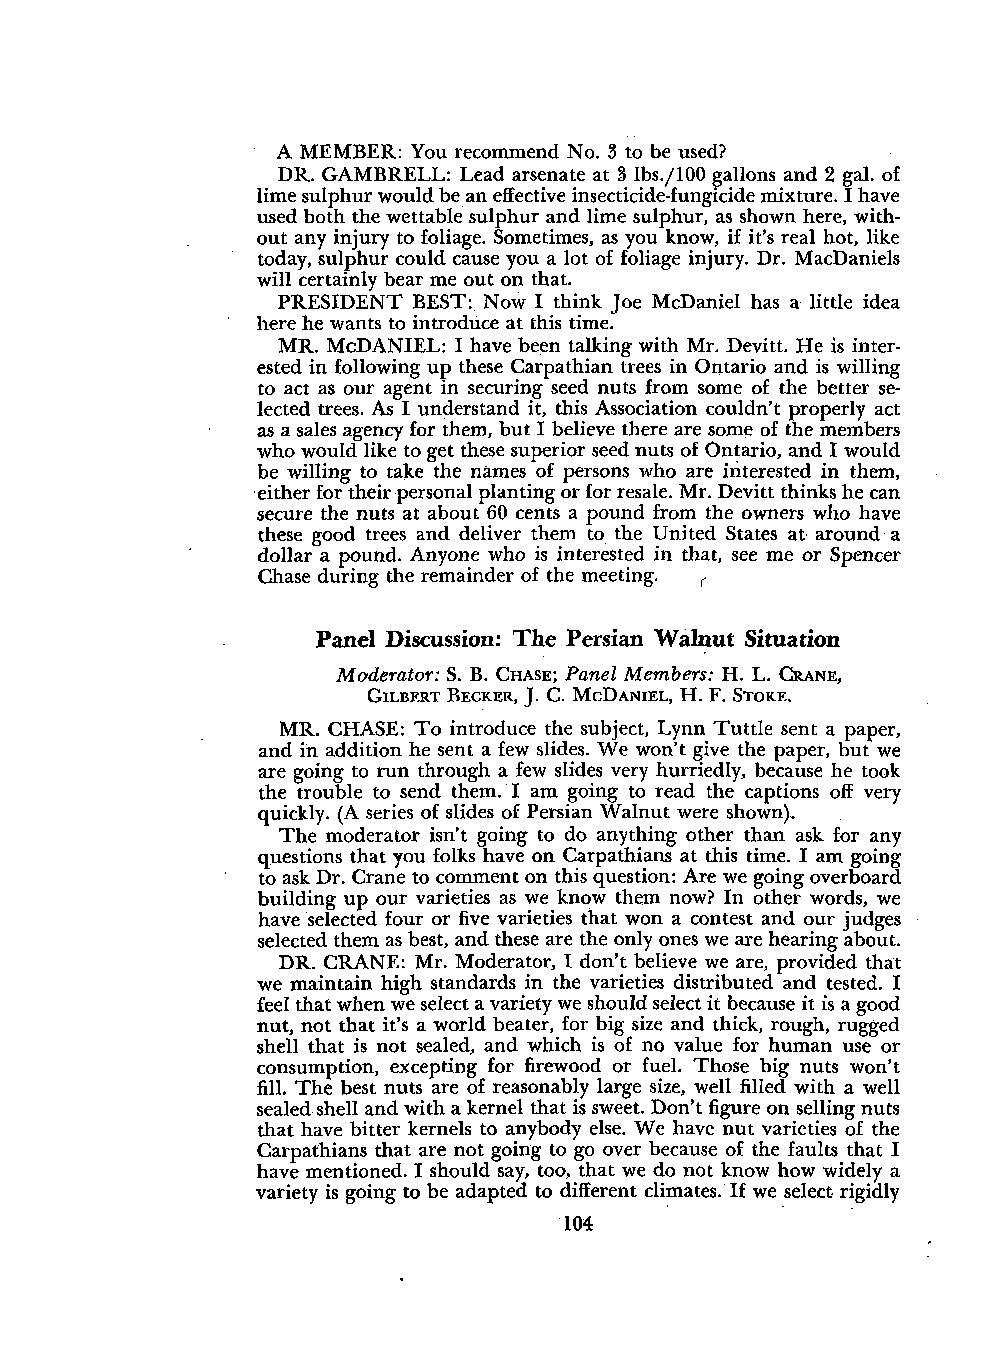 A MEMBER: You recommend No. 3 to be used?
DR. GAMBRELL: Lead arsenate at 3 lbs./100 gallons and 2 gal. of
lime sulphur would be an effective insecticide-fungicide mixture. I have
used both the wettable sulphur and lime sulphur, as shown here, with-
out any injury to foliage. Sometimes, as you know, if it's real hot, like
today, sulphur could cause you a lot of foliage injury. Dr. MacDaniels
will certainly bear me out on that.
PRESIDENT BEST: Now I think Joe McDaniel has a little idea
here he wants to introduce at this time.
MR. McDANIEL: I have been talking with Mr. Devitt. He is inter-
ested in following up these Carpathian trees in Ontario and is willing
to act as our agent in securing seed nuts from some of the better se-
lected trees. As I understand it, this Association couldn't properly act
as a sales agency for them, but I believe there are some of the members
who would like to get these superior seed nuts of Ontario, and I would
be willing to take the names of persons who are interested in them,
either for their personal planting or for resale. Mr. Devitt thinks he can
secure the nuts at about 60 cents a pound from the owners who have
these good trees and deliver them to the United States at around a
dollar a pound. Anyone who is interested in that, see me or Spencer
Chase during the remainder of the meeting.
Panel Discussion: The Persian Walnut Situation
Moderator: S. B. CHASE; Panel Members: H. L. CRANE,
GILBERT BECKER, J. C. MCDANIEL, H. F. STOKE.
MR. CHASE: To introduce the subject, Lynn Tuttle sent a paper,
and in addition he sent a few slides. We won't give the paper, but we
are going to run through a few slides very hurriedly, because he took
the trouble to send them. I am going to read the captions off very
quickly. (A series of slides of Persian Walnut were shown).
The moderator isn't going to do anything other than ask for any
questions that you folks have on Carpathians at this time. I am going
to ask Dr. Crane to comment on this question: Are we going overboard
building up our varieties as we know them now? In other words, we
have selected four or five varieties that won a contest and our judges
selected them as best, and these are the only ones we are hearing about.
DR. CRANE: Mr. Moderator, I don't believe we are, provided that
we maintain high standards in the varieties distributed and tested. I
feel that when we select a variety we should select it because it is a good
nut, not that it's a world beater, for big size and thick, rough, rugged
shell that is not sealed, and which is of no value for human use or
consumption, excepting for firewood or fuel. Those big nuts won't
fill. The best nuts are of reasonably large size, well filled with a well
sealed shell and with a kernel that is sweet. Don't figure on selling nuts
that have bitter kernels to anybody else. We have nut varieties of the
Carpathians that are not going to go over because of the faults that I
have mentioned. I should say, too, that we do not know how widely a
variety is going to be adapted to different climates. If we select rigidly
104